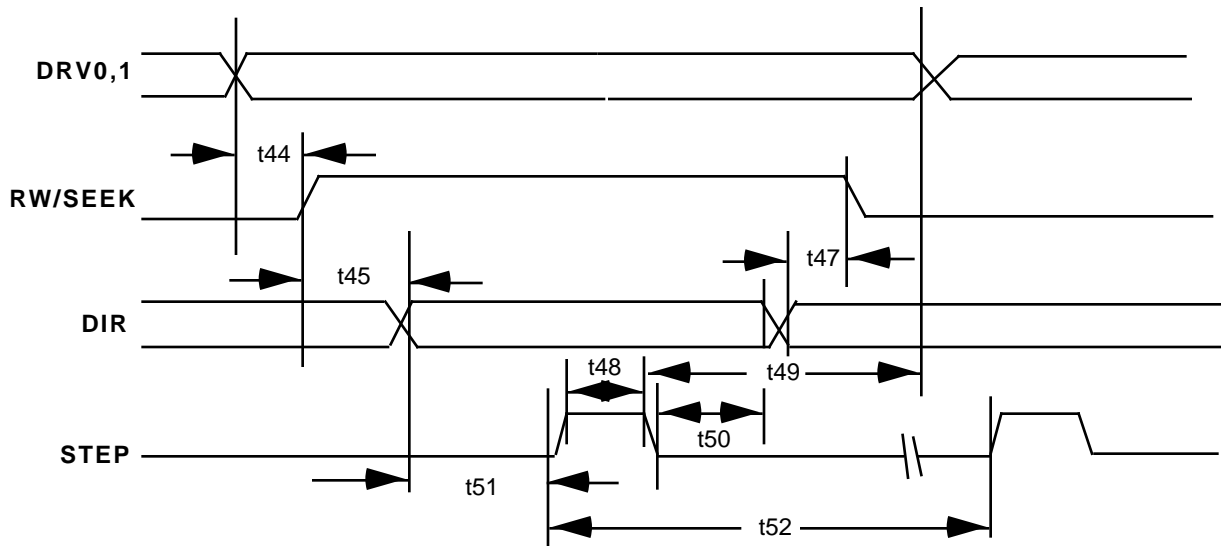 DRV0,1
t44
RW/SEEK
t47
t45
DIR
t48
t49
t50
STEP
t51
t52